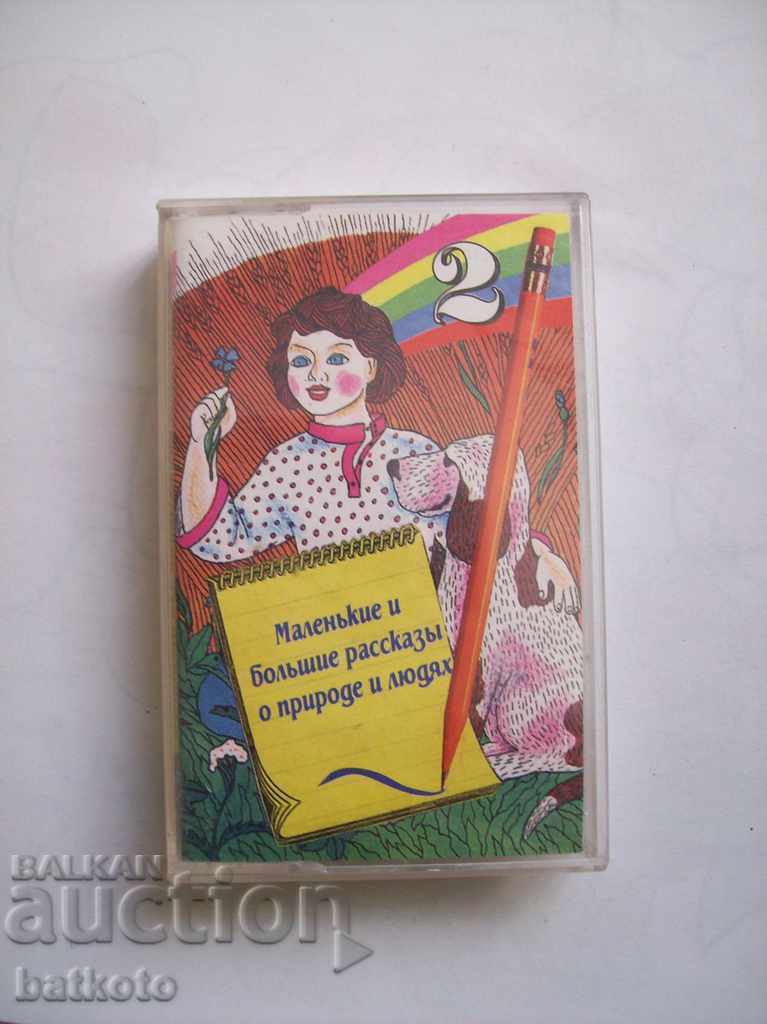 2
Маленькие и
большие рассказы
о природе и людях
BALKAN
auction
batkoto